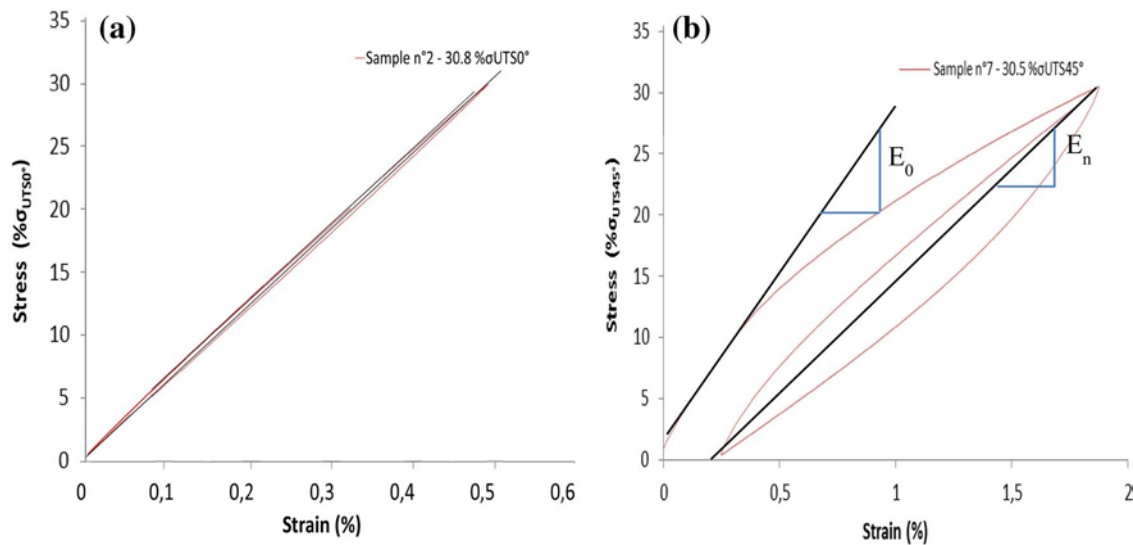 (a)
Sample n°2 - 30.8 %σUTS0°
Stress (%σUTS0°)
35
30
25
20
15
10
5
0
0 0,1 0,2 0,3 0,4 0,5 0,6
Strain (%)
(b)
Sample n°7 - 30.5 %σUTS45°
E0
En
Stress (%σUTS45°)
35
30
25
20
15
10
5
0
0 0,5 1 1,5 25
Strain (%)